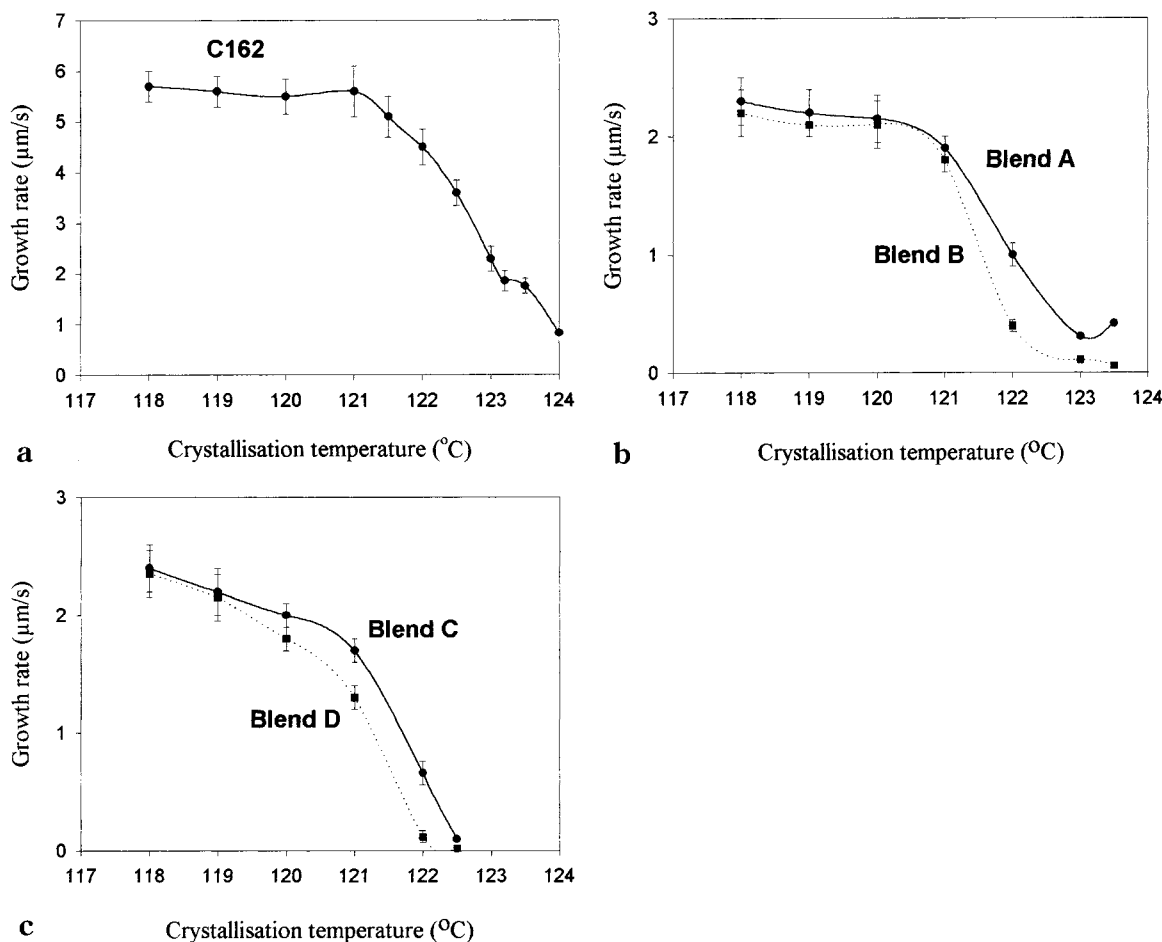 7
6
5
4
3
2
1
0
Growth rate (µm/s)
C162
117 118 119 120 121 122 123 124
Crystallisation temperature (°C)
a
3
2
1
0
Growth rate (µm/s)
Blend A
Blend B
117 118 119 120 121 122 123 124
Crystallisation temperature (°C)
b
3
2
1
0
Growth rate (µm/s)
Blend C
Blend D
117 118 119 120 121 122 123 124
Crystallisation temperature (°C)
c